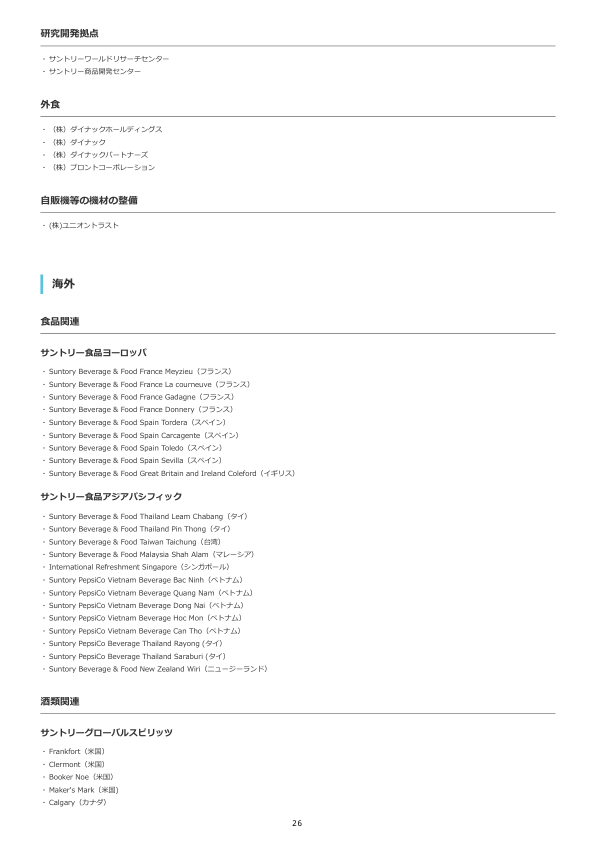 研究開発拠点
・ サントリーワールドリサーチセンター
・ サントリー商品開発センター
外食
・ （株）ダイナックホールディングス
・ （株）ダイナック
・ （株）ダイナックパートナーズ
・ （株）プロントコーポレーション
自販機等の機材の整備
・ (株)ユニオントラスト
海外
食品関連
サントリー食品ヨーロッパ
・ Suntory Beverage & Food France Meyzieu（フランス）
・ Suntory Beverage & Food France La courneuve（フランス）
・ Suntory Beverage & Food France Gadagne（フランス）
・ Suntory Beverage & Food France Donnery（フランス）
・ Suntory Beverage & Food Spain Tordera（スペイン）
・ Suntory Beverage & Food Spain Carcagente（スペイン）
・ Suntory Beverage & Food Spain Toledo（スペイン）
・ Suntory Beverage & Food Spain Sevilla（スペイン）
・ Suntory Beverage & Food Great Britain and Ireland Coleford（イギリス）
サントリー食品アジアパシフィック
・ Suntory Beverage & Food Thailand Leam Chabang（タイ）
・ Suntory Beverage & Food Thailand Pin Thong（タイ）
・ Suntory Beverage & Food Taiwan Taichung（台湾）
・ Suntory Beverage & Food Malaysia Shah Alam（マレーシア）
・ International Refreshment Singapore（シンガポール）
・ Suntory PepsiCo Vietnam Beverage Bac Ninh（ベトナム）
・ Suntory PepsiCo Vietnam Beverage Quang Nam（ベトナム）
・ Suntory PepsiCo Vietnam Beverage Dong Nai（ベトナム）
・ Suntory PepsiCo Vietnam Beverage Hoc Mon（ベトナム）
・ Suntory PepsiCo Vietnam Beverage Can Tho（ベトナム）
・ Suntory PepsiCo Beverage Thailand Rayong (タイ）
・ Suntory PepsiCo Beverage Thailand Saraburi (タイ）
・ Suntory Beverage & Food New Zealand Wiri（ニュージーランド）
酒類関連
サントリーグローバルスピリッツ
・ Frankfort（米国）
・ Clermont（米国）
・ Booker Noe（米国）
・ Maker's Mark（米国)
・ Calgary（カナダ）
26